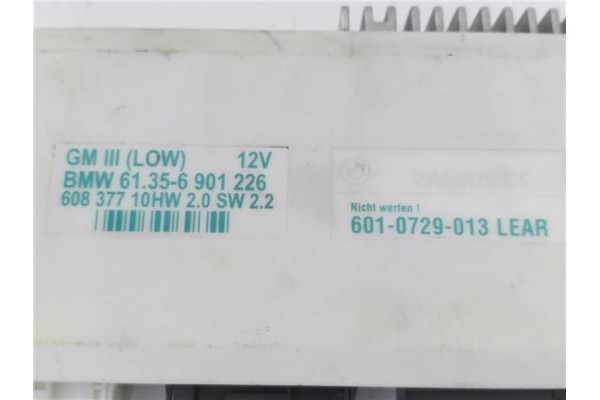 GM III (LOW) 12V
BMW 61.35-6 901 226
608 377 10HW 2.0 SW 2.2
Nicht werfen !
601-0729-013 LEAR